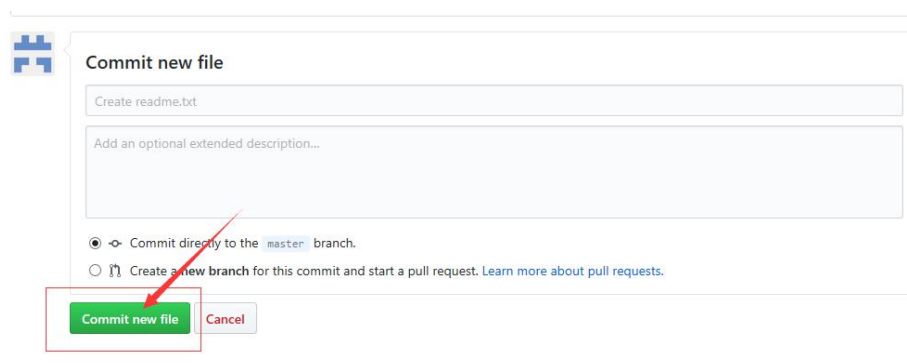 Commit new file
Create readme.txt
Add an optional extended description...
Commit directly to the master branch.
Create a new branch for this commit and start a pull request. Learn more about pull requests.
Commit new file Cancel